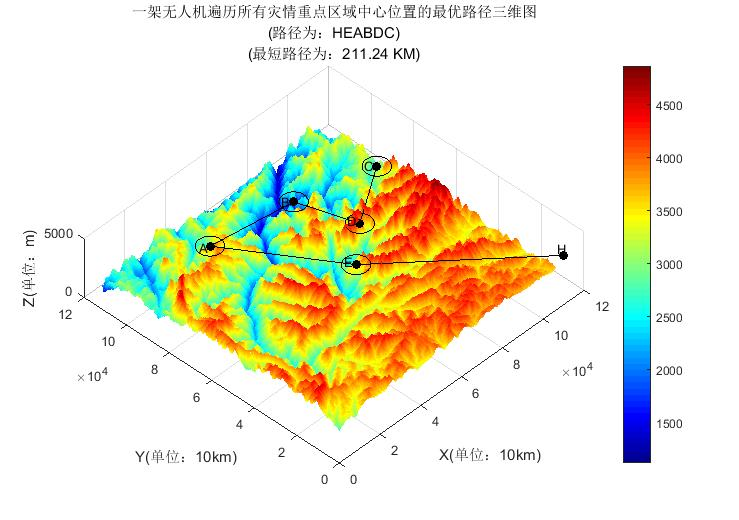 一架无人机遍历所有灾情重点区域中心位置的最优路径三维图
(路径为：HEABDC)
(最短路径为：211.24 KM)
C
B
D
A
E
H
Z(单位：m)
5000
0
12
10
8
6
4
2
0
×10⁴
Y(单位：10km)
0
2
4
6
8
10
12
×10⁴
X(单位：10km)
4500
4000
3500
3000
2500
2000
1500